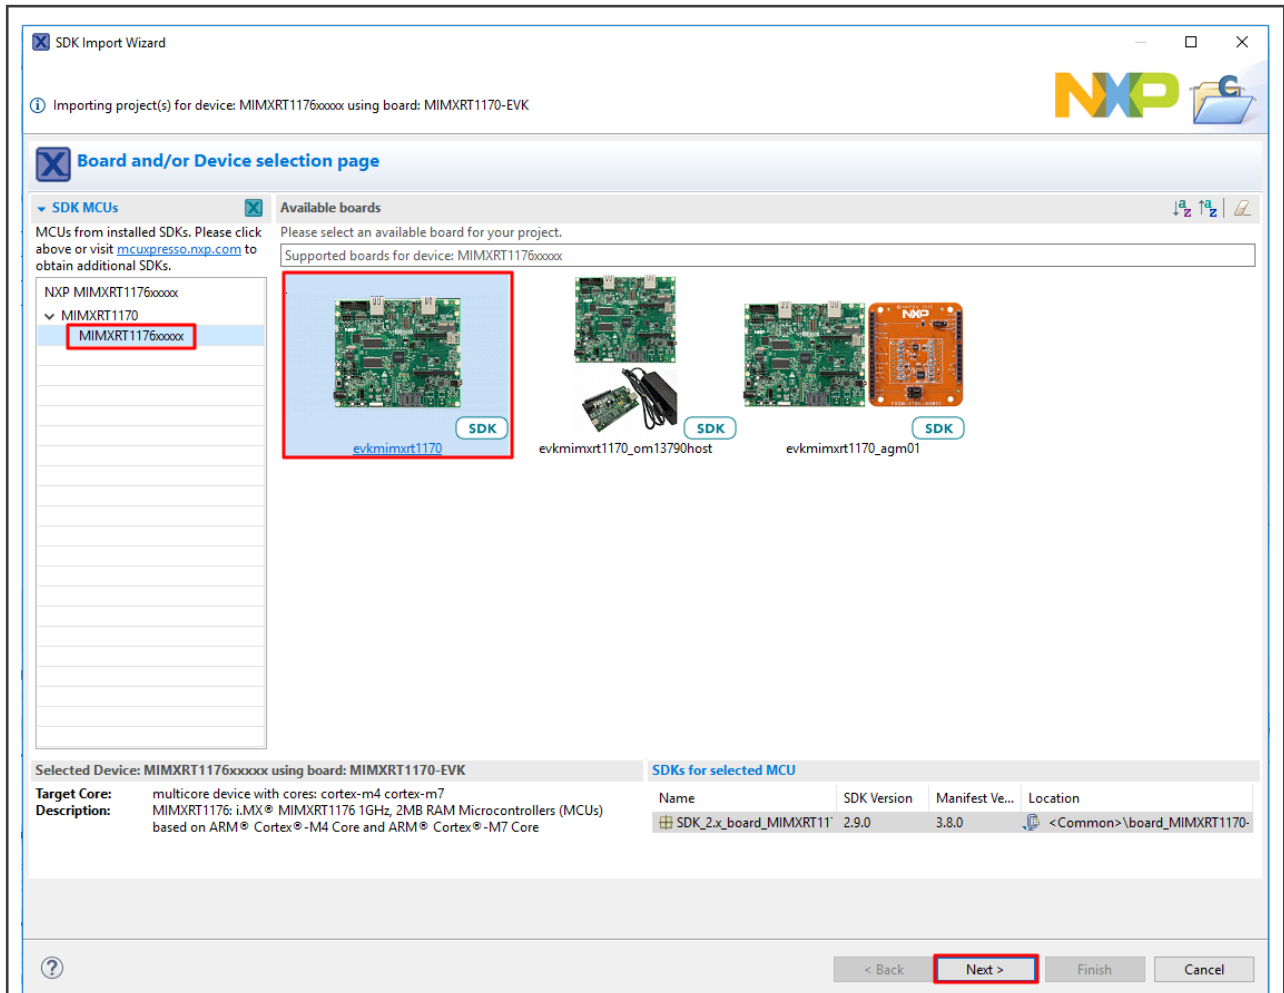 SDK Import Wizard
Importing project(s) for device: MIMXRT1176xxxxx using board: MIMXRT1170-EVK
NXP
C
Board and/or Device selection page
SDK MCUs
MCUs from installed SDKs. Please click
above or visit mcuxpresso.nxp.com to
obtain additional SDKs.
NXP MIMXRT1176xxxxx
MIMXRT1170
MIMXRT1176xxxxx
Available boards
Please select an available board for your project.
Supported boards for device: MIMXRT1176xxxxx
SDK
evkmimxrt1170
SDK
evkmimxrt1170_om13790host
NXP
SDK
evkmimxrt1170_agm01
Selected Device: MIMXRT1176xxxxx using board: MIMXRT1170-EVK
Target Core: multicore device with cores: cortex-m4 cortex-m7
Description: MIMXRT1176: i.MX® MIMXRT1176 1GHz, 2MB RAM Microcontrollers (MCUs)
based on ARM® Cortex®-M4 Core and ARM® Cortex®-M7 Core
SDKs for selected MCU
Name SDK Version Manifest Ve... Location
SDK_2.x_board_MIMXRT11 2.9.0 3.8.0 <Common>\board_MIMXRT1170-
< Back Next > Finish Cancel